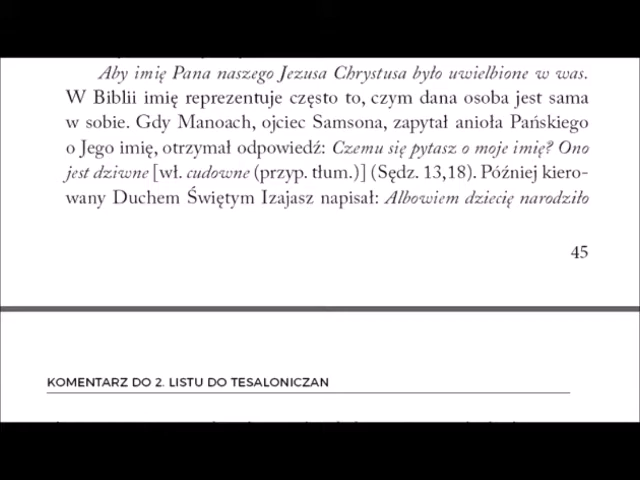 Aby imię Pana naszego Jezusa Chrystusa było uwielbione w was.
W Biblii imię reprezentuje często to, czym dana osoba jest sama
w sobie. Gdy Manoach, ojciec Samsona, zapytał anioła Pańskiego
o Jego imię, otrzymał odpowiedź: Czemu się pytasz o moje imię? Ono
jest dziwne [wł. cudowne (przyp. tłum.)] (Sędz. 13,18). Później kiero-
wany Duchem Świętym Izajasz napisał: Albowiem dziecię narodziło
45
KOMENTARZ DO 2. LISTU DO TESALONICZAN